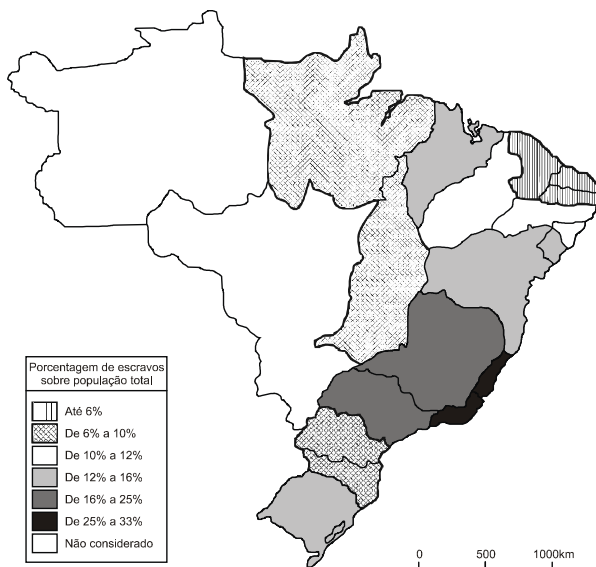 Porcentagem de escravos
sobre população total
Até 6%
De 6% a 10%
De 10% a 12%
De 12% a 16%
De 16% a 25%
De 25% a 33%
Não considerado
0 500 1000km